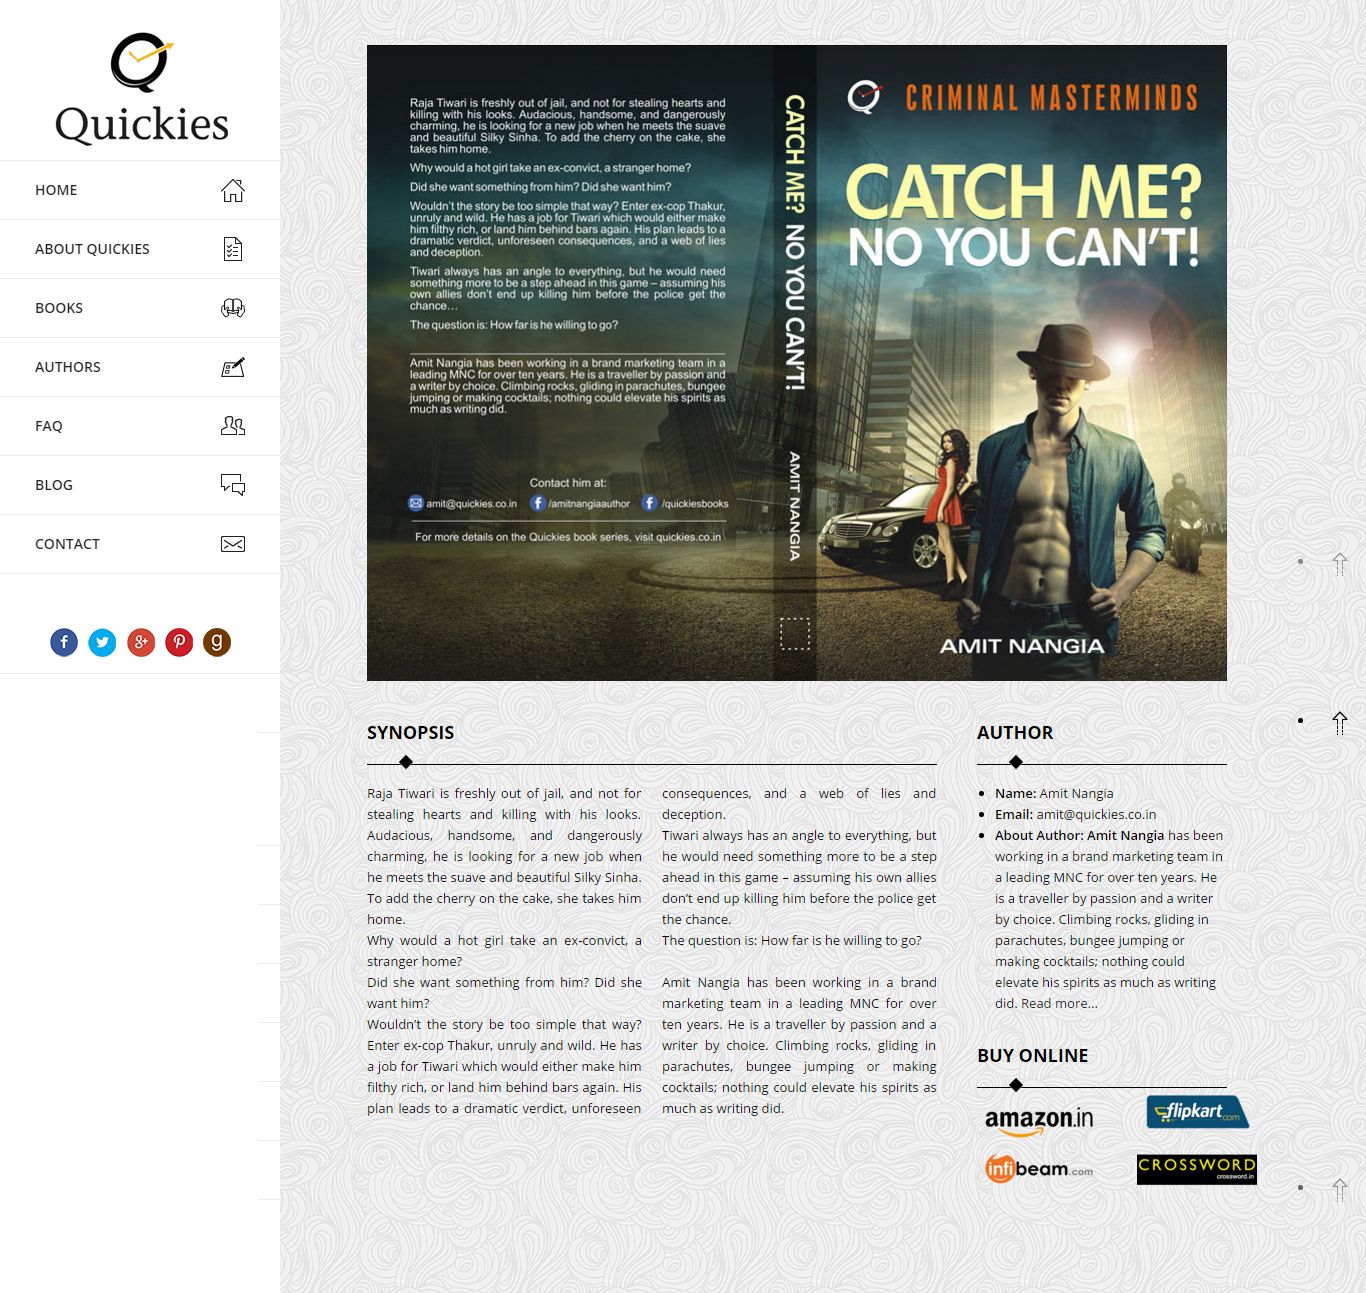 Quickies
HOME
ABOUT QUICKIES
BOOKS
AUTHORS
FAQ
BLOG
CONTACT
f
g+
g
Raja Tiwari is freshly out of jail, and not for stealing hearts and
killing with his looks. Audacious, handsome, and dangerously
charming, he is looking for a new job when he meets the suave
and beautiful Silky Sinha. To add the cherry on the cake, she
takes him home.
Why would a hot girl take an ex-convict, a stranger home?
Did she want something from him? Did she want him?
Wouldn't the story be too simple that way? Enter ex-cop Thakur,
unruly and wild. He has a job for Tiwari which would either make
him filthy rich, or land him behind bars again. His plan leads to a
dramatic verdict, unforeseen consequences, and a web of lies
and deception.
Tiwari always has an angle to everything, but he would need
something more to be a step ahead in this game – assuming his
own allies don't end up killing him before the police get the
chance...
The question is: How far is he willing to go?
Amit Nangia has been working in a brand marketing team in a
leading MNC for over ten years. He is a traveller by passion and
a writer by choice. Climbing rocks, gliding in parachutes, bungee
jumping or making cocktails; nothing could elevate his spirits as
much as writing did.
Contact him at:
amit@quickies.co.in f /amitnangiaauthor f /quickiesbooks
For more details on the Quickies book series, visit quickies.co.in
CATCH ME? NO YOU CAN'T!
AMIT NANGIA
CRIMINAL MASTERMINDS
CATCH ME?
NO YOU CAN'T!
AMIT NANGIA
SYNOPSIS
Raja Tiwari is freshly out of jail, and not for
stealing hearts and killing with his looks.
Audacious, handsome, and dangerously
charming, he is looking for a new job when
he meets the suave and beautiful Silky Sinha.
To add the cherry on the cake, she takes him
home.
Why would a hot girl take an ex-convict, a
stranger home?
Did she want something from him? Did she
want him?
Wouldn't the story be too simple that way?
Enter ex-cop Thakur, unruly and wild. He has
a job for Tiwari which would either make him
filthy rich, or land him behind bars again. His
plan leads to a dramatic verdict, unforeseen
consequences, and a web of lies and
deception.
Tiwari always has an angle to everything, but
he would need something more to be a step
ahead in this game – assuming his own allies
don't end up killing him before the police get
the chance.
The question is: How far is he willing to go?
Amit Nangia has been working in a brand
marketing team in a leading MNC for over
ten years. He is a traveller by passion and a
writer by choice. Climbing rocks, gliding in
parachutes, bungee jumping or making
cocktails; nothing could elevate his spirits as
much as writing did.
AUTHOR
Name: Amit Nangia
Email: amit@quickies.co.in
About Author: Amit Nangia has been
working in a brand marketing team in
a leading MNC for over ten years. He
is a traveller by passion and a writer
by choice. Climbing rocks, gliding in
parachutes, bungee jumping or
making cocktails; nothing could
elevate his spirits as much as writing
did. Read more...
BUY ONLINE
amazon.in
flipkart.com
infibeam.com
CROSSWORD
crossword.in